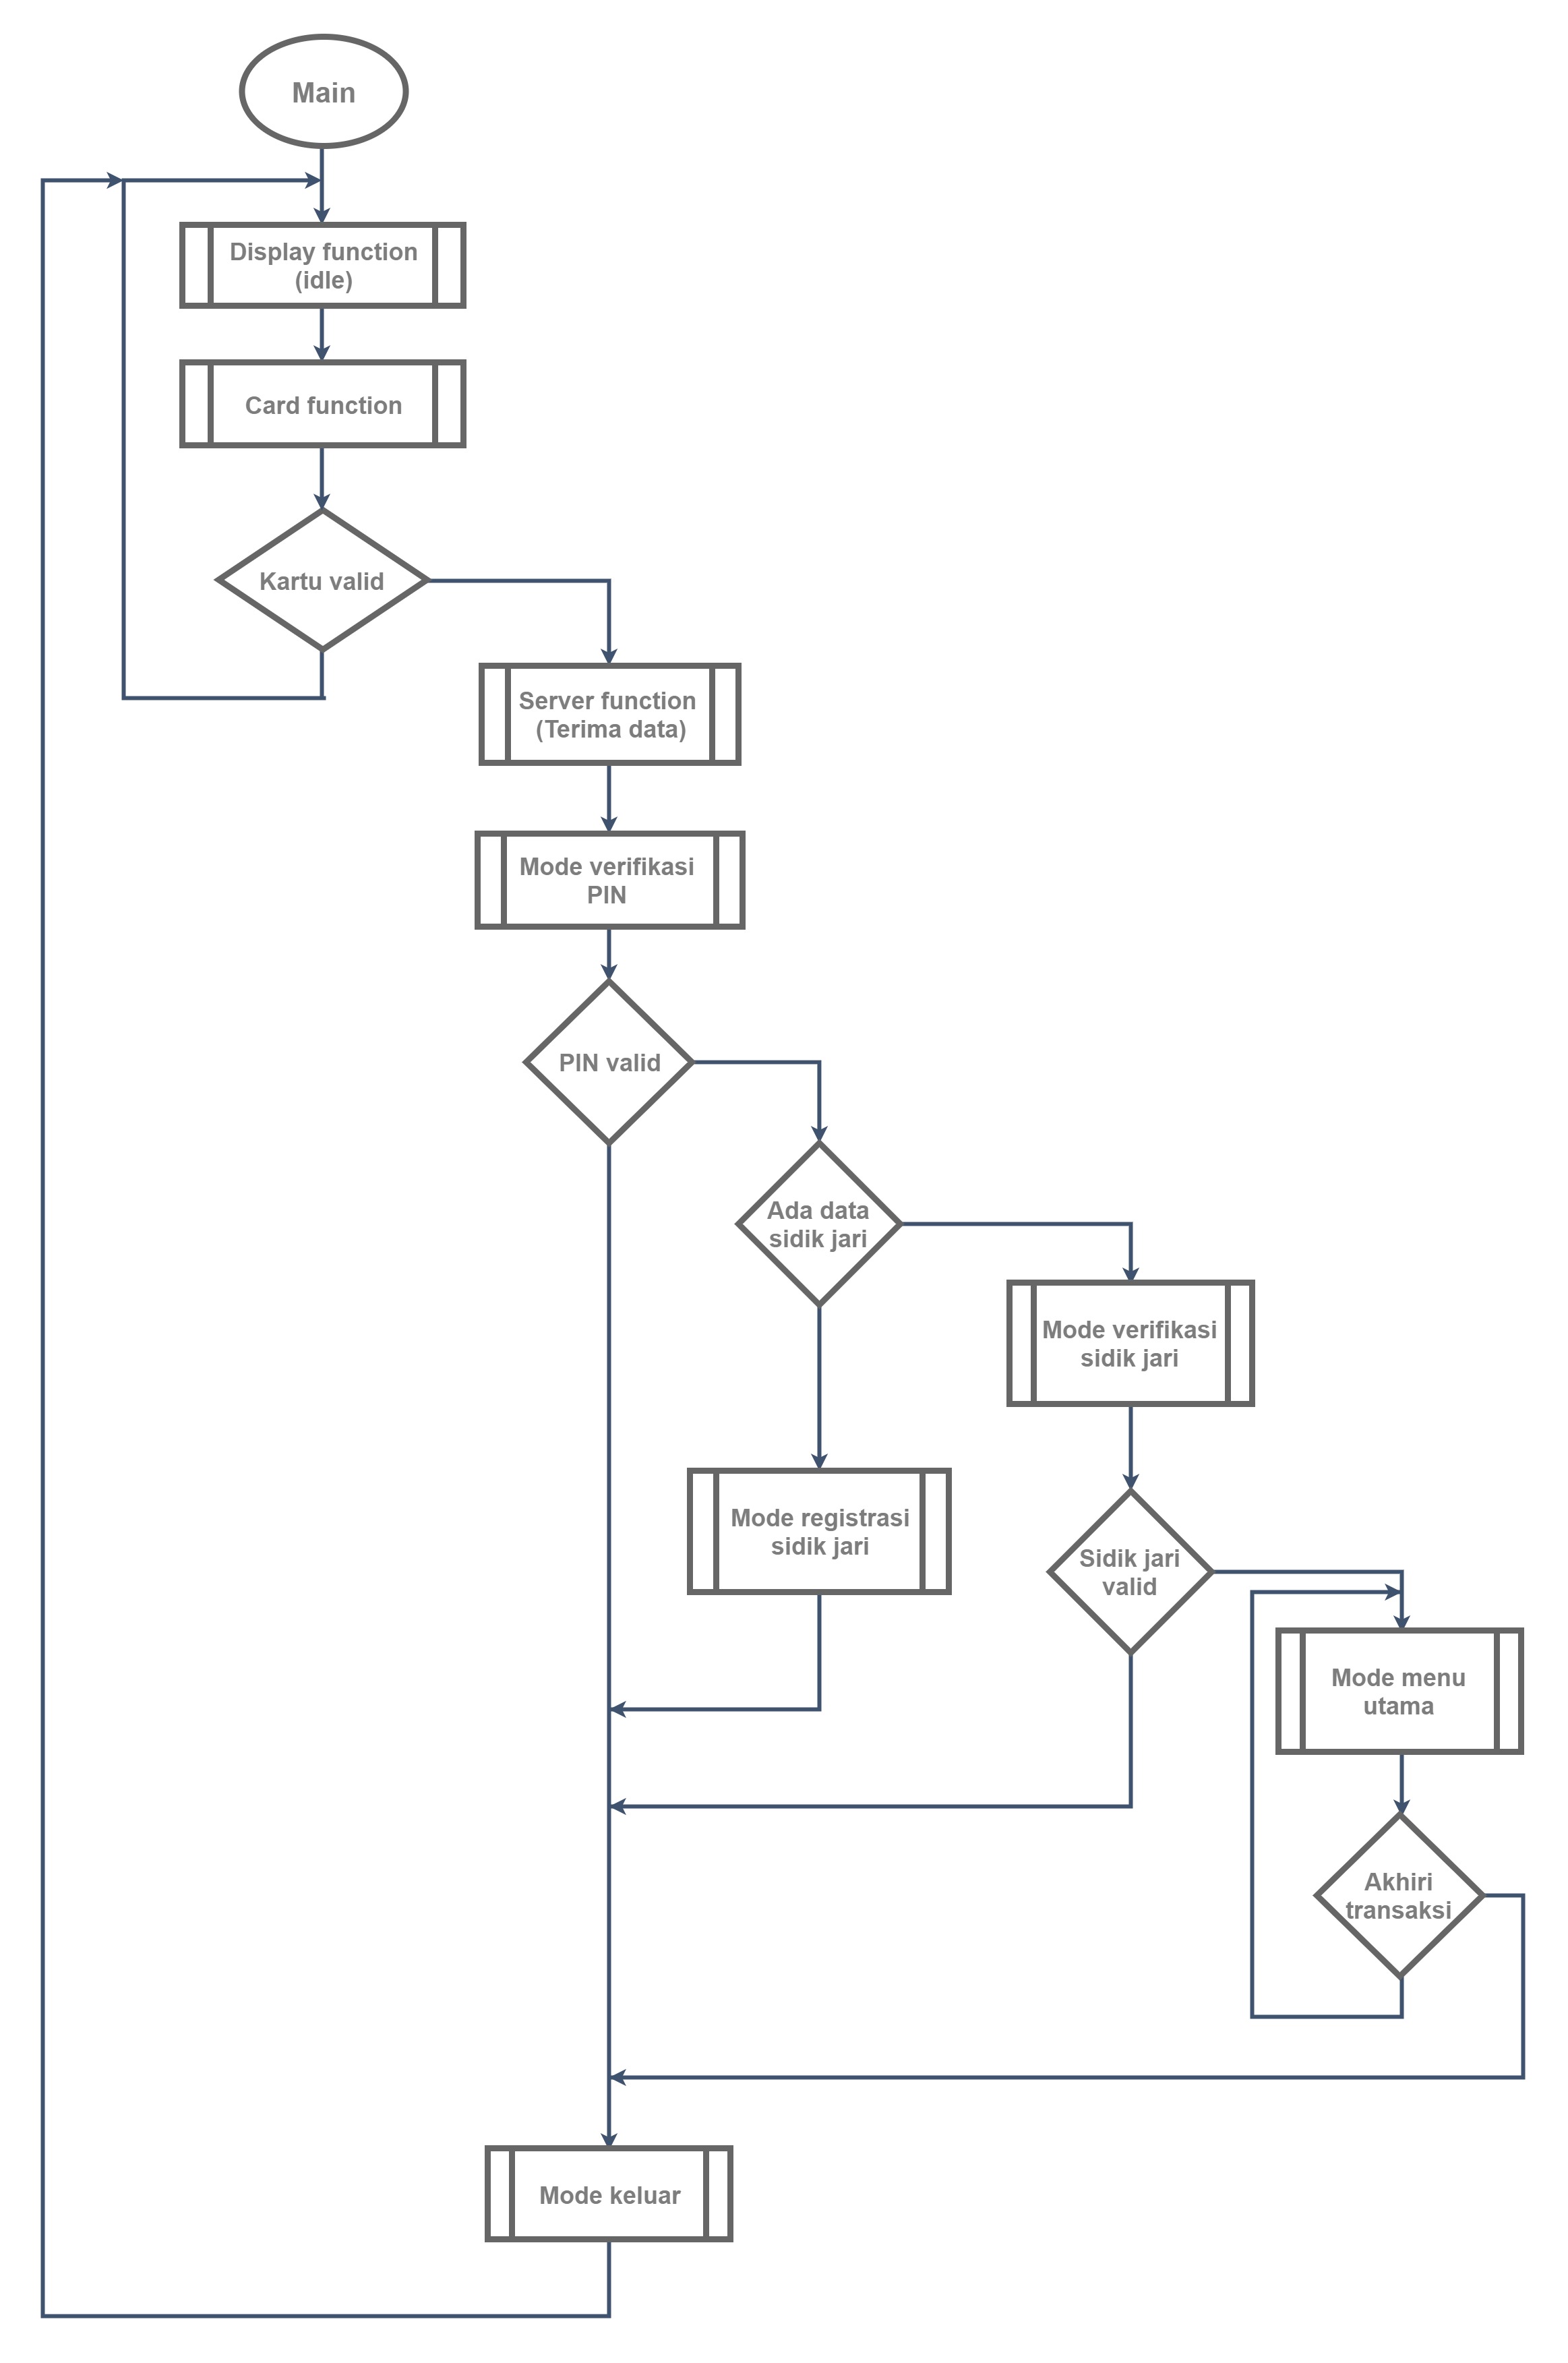 Main
Display function
(idle)
Card function
Kartu valid
Server function
(Terima data)
Mode verifikasi
PIN
PIN valid
Ada data
sidik jari
Mode verifikasi
sidik jari
Mode registrasi
sidik jari
Sidik jari
valid
Mode menu
utama
Akhiri
transaksi
Mode keluar